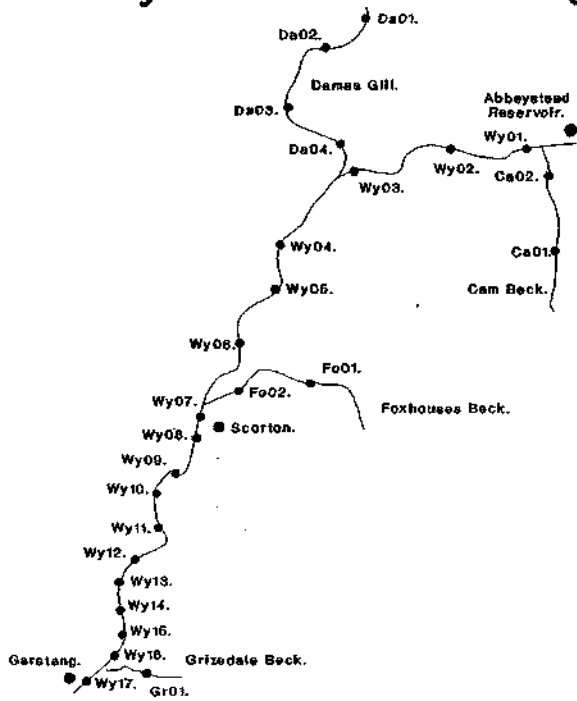 Da01.
Da02.
Damas Gill.
Da03.
Abbeystead
Reservoir.
Da04.
Wy01.
Wy02.
Wy03.
Ca02.
Wy04.
Ca01.
Wy05.
Cam Beck.
Wy06.
Fo01.
Fo02.
Wy07.
Foxhouses Beck.
Wy08.
Scorton.
Wy09.
Wy10.
Wy11.
Wy12.
Wy13.
Wy14.
Wy15.
Wy16.
Garstang.
Grizedale Beck.
Wy17.
Gr01.